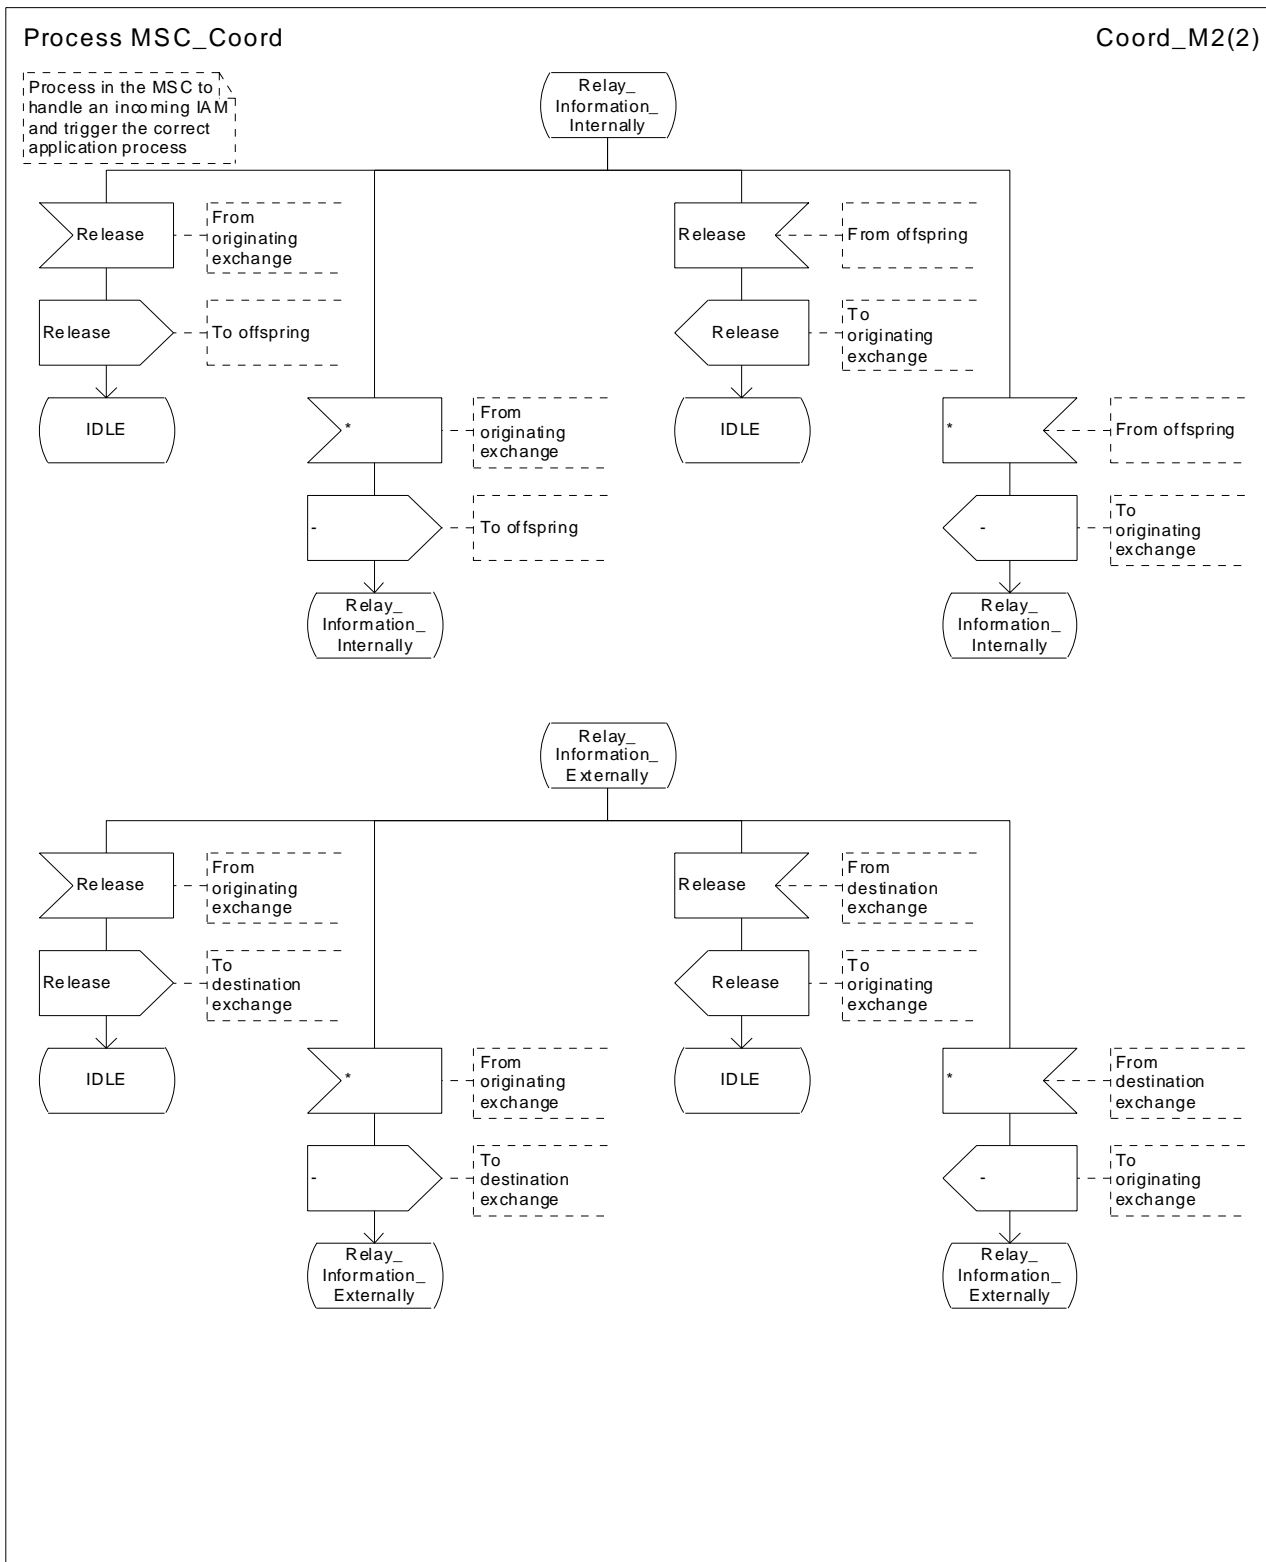 Process MSC_Coord
Coord_M2(2)
Process in the MSC to
handle an incoming IAM
and trigger the correct
application process
Relay_
Information_
Internally
Release
From
originating
exchange
Release
From offspring
Release
To offspring
Release
To
originating
exchange
IDLE
*
From
originating
exchange
IDLE
*
From offspring
-
To offspring
-
To
originating
exchange
Relay_
Information_
Internally
Relay_
Information_
Internally
Relay_
Information_
Externally
Release
From
originating
exchange
Release
From
destination
exchange
Release
To
destination
exchange
Release
To
originating
exchange
IDLE
*
From
originating
exchange
IDLE
*
From
destination
exchange
-
To
destination
exchange
-
To
originating
exchange
Relay_
Information_
Externally
Relay_
Information_
Externally